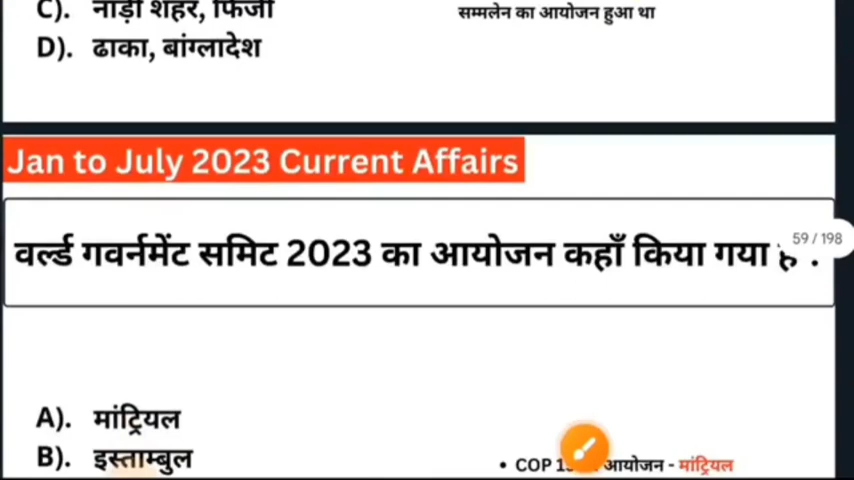 C). नाड़ी शहर, फिजी
सम्मलेन का आयोजन हुआ था
D). ढाका, बांग्लादेश
Jan to July 2023 Current Affairs
वर्ल्ड गवर्नमेंट समिट 2023 का आयोजन कहाँ किया गया
59 / 198
A). मांट्रियल
B). इस्ताम्बुल
• COP आयोजन - मांट्रियल